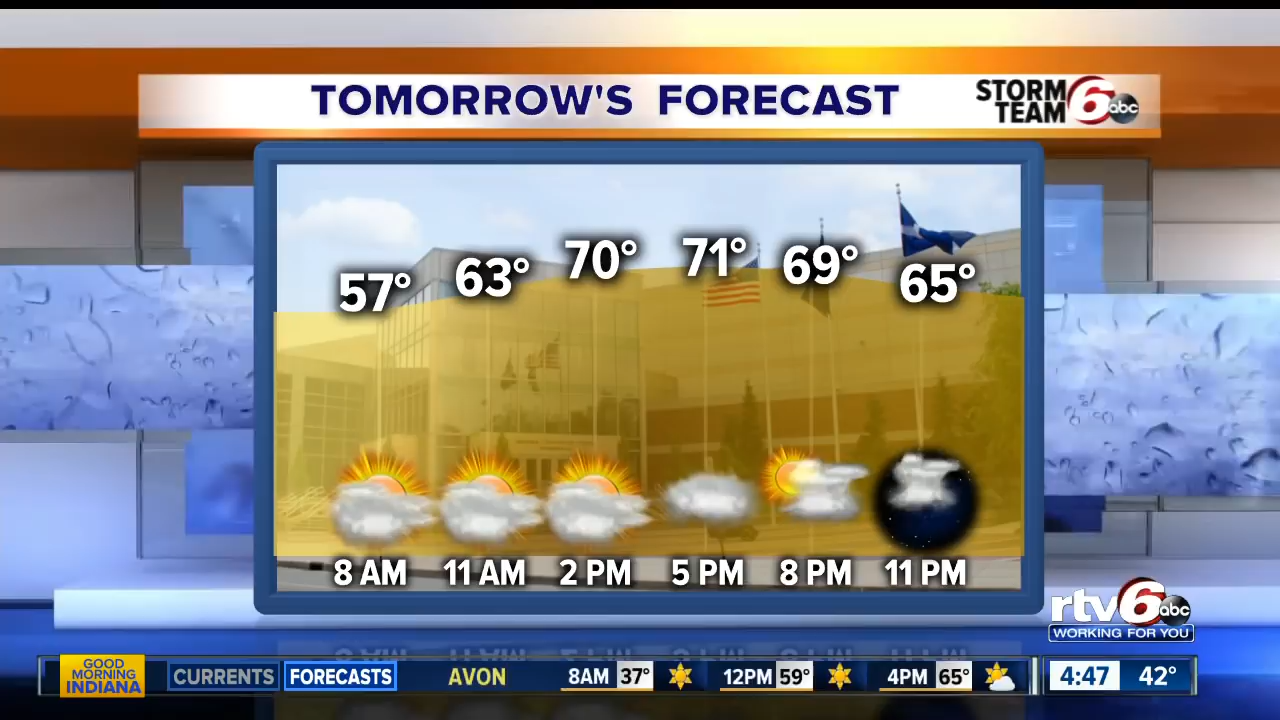 TOMORROW'S FORECAST
STORM
TEAM 6 abc
57° 63° 70° 71° 69° 65°
8 AM 11 AM 2 PM 5 PM 8 PM 11 PM
rtv6 abc
WORKING FOR YOU
GOOD
MORNING
INDIANA
CURRENTS FORECASTS AVON 8AM 37° 12PM 59° 4PM 65° 4:47 42°